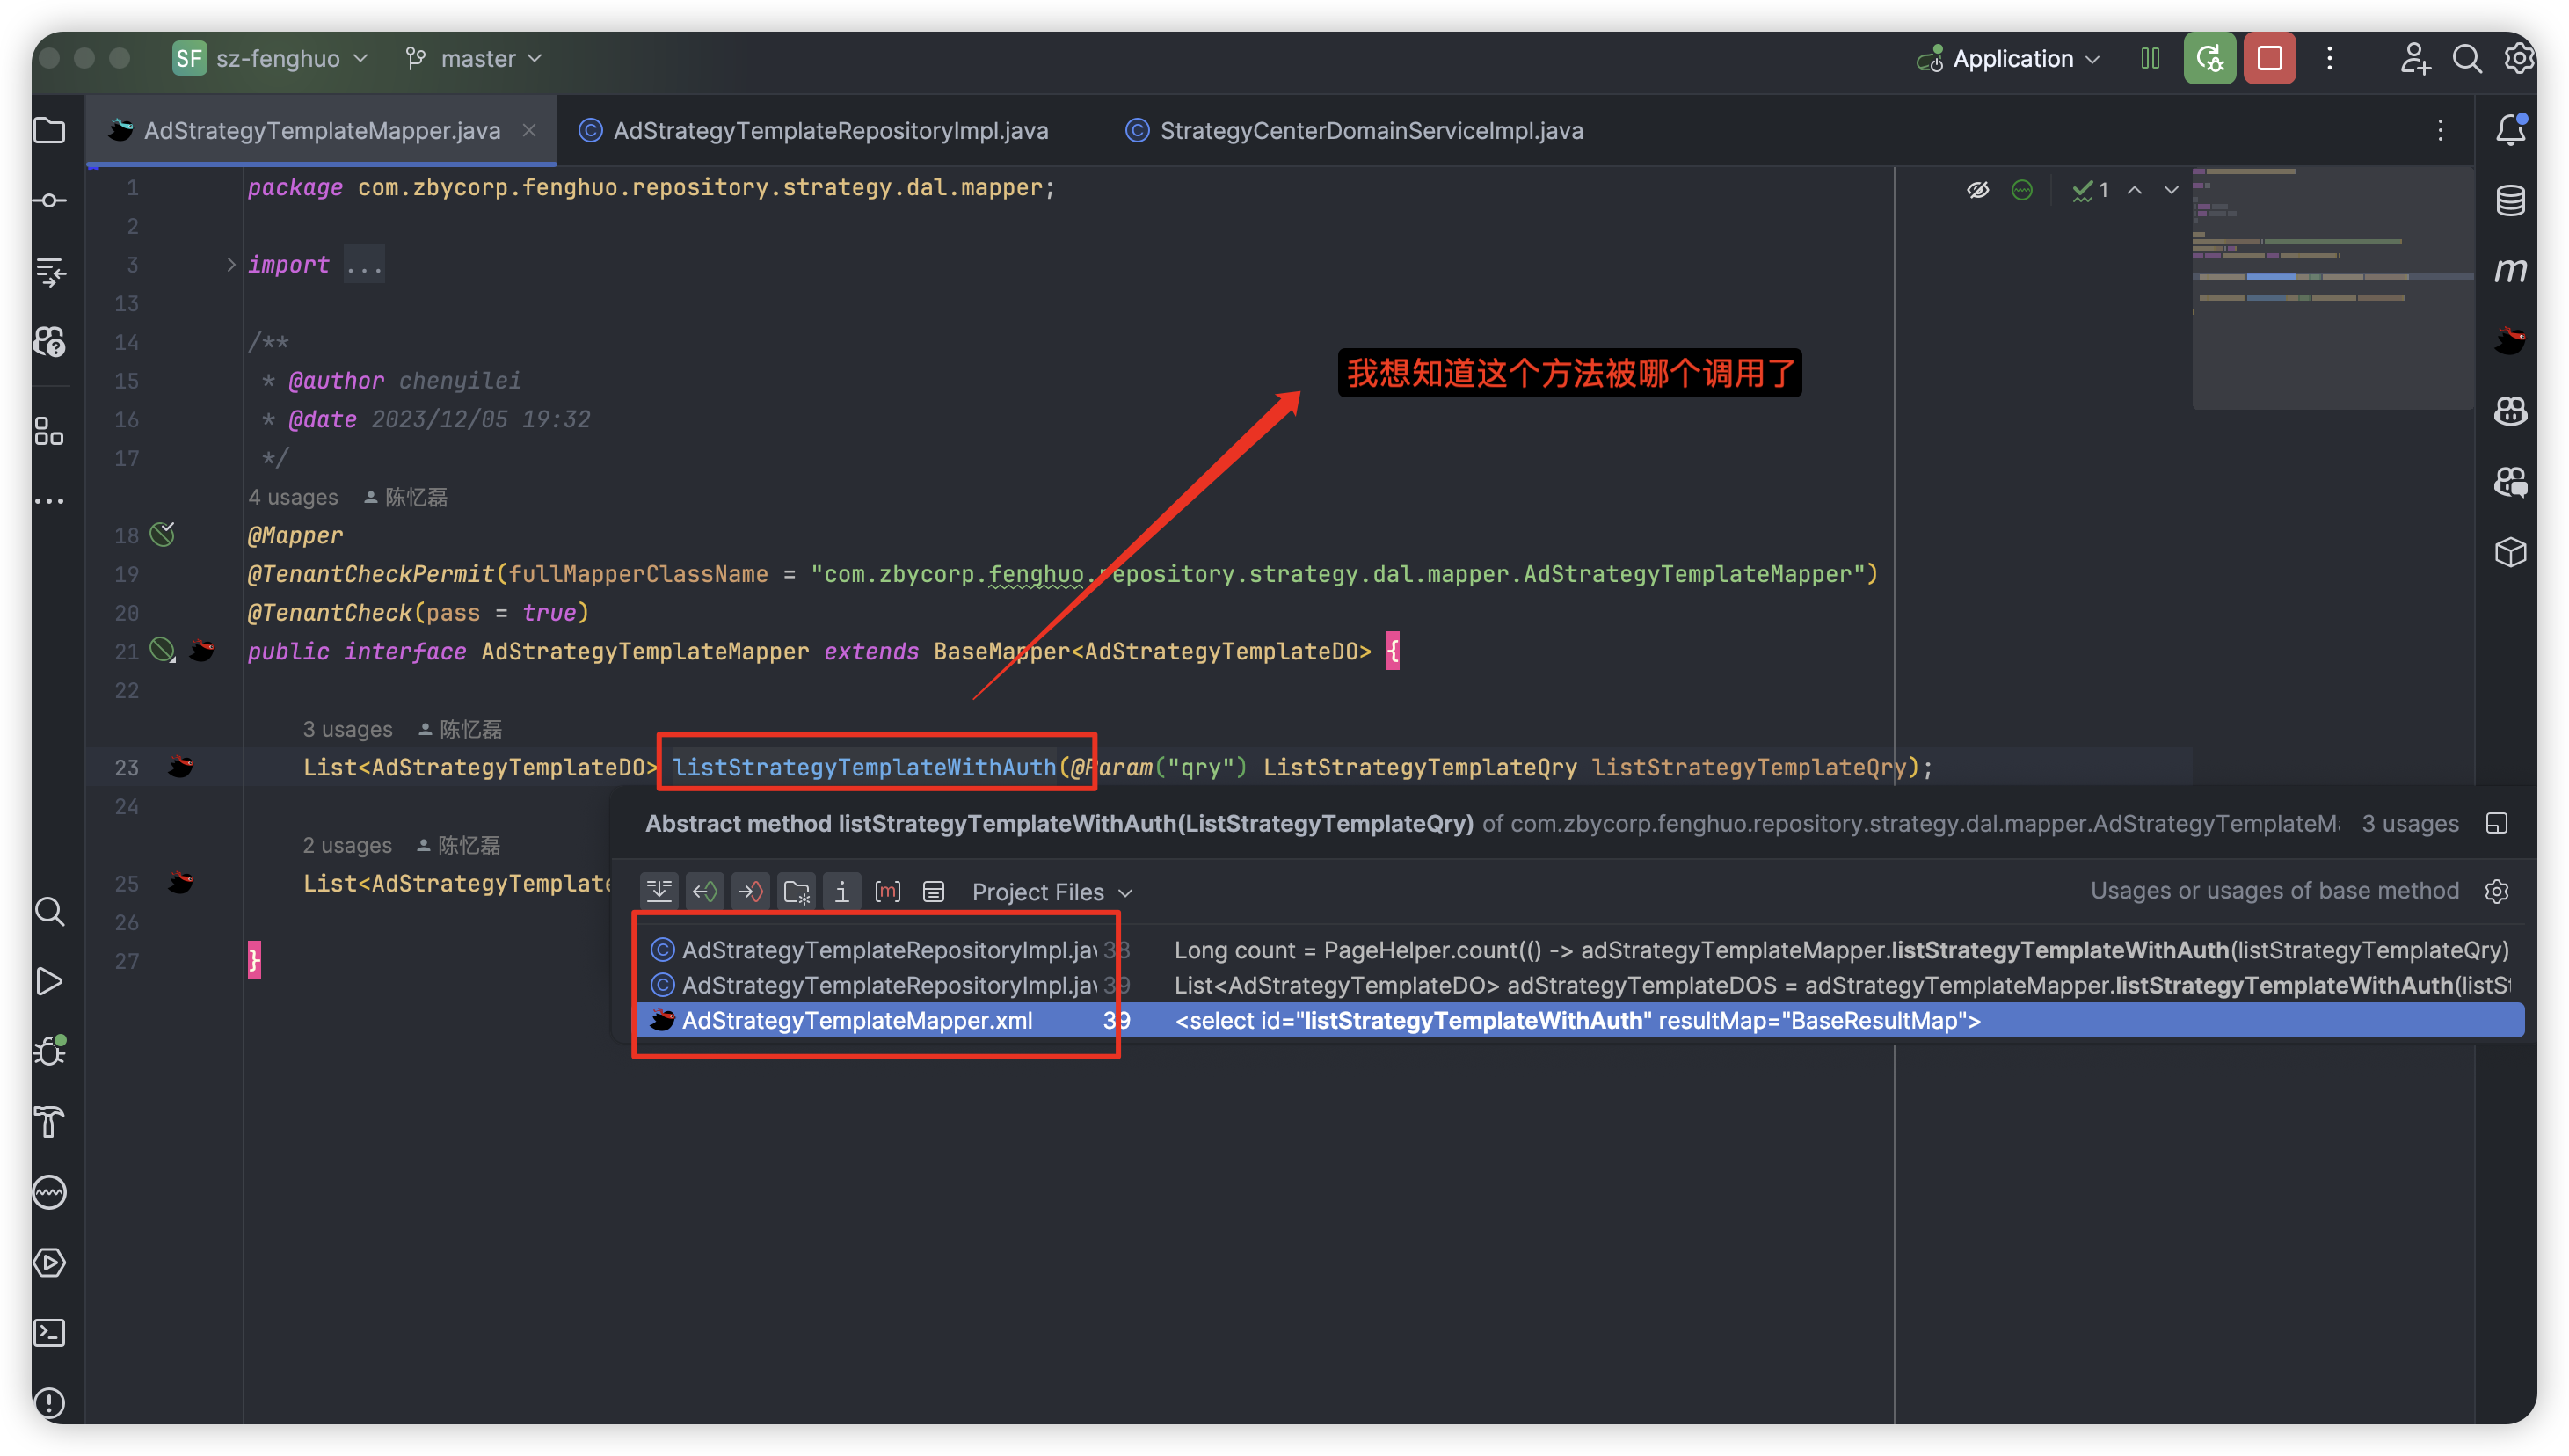 SF sz-fenghuo master Application
AdStrategyTemplateMapper.java AdStrategyTemplateRepositoryImpl.java StrategyCenterDomainServiceImpl.java
1 package com.zbycorp.fenghuo.repository.strategy.dal.mapper; 1
2
3 import ...
13
14 /**
我想知道这个方法被哪个调用了
15 * @author chenyilei
16 * @date 2023/12/05 19:32
17 */
4 usages 陈忆磊
18 @Mapper
19 @TenantCheckPermit(fullMapperClassName = "com.zbycorp.fenghuo.repository.strategy.dal.mapper.AdStrategyTemplateMapper")
20 @TenantCheck(pass = true)
21 public interface AdStrategyTemplateMapper extends BaseMapper<AdStrategyTemplateDO> {
22
3 usages 陈忆磊
23 List<AdStrategyTemplateDO> listStrategyTemplateWithAuth(@Param("qry") ListStrategyTemplateQry listStrategyTemplateQry);
24
Abstract method listStrategyTemplateWithAuth(ListStrategyTemplateQry) of com.zbycorp.fenghuo.repository.strategy.dal.mapper.AdStrategyTemplateMa 3 usages
2 usages 陈忆磊
25 List<AdStrategyTemplate
Project Files Usages or usages of base method
26
AdStrategyTemplateRepositoryImpl.jav 38 Long count = PageHelper.count(() -> adStrategyTemplateMapper.listStrategyTemplateWithAuth(listStrategyTemplateQry)
27 }
AdStrategyTemplateRepositoryImpl.jav 39 List<AdStrategyTemplateDO> adStrategyTemplateDOS = adStrategyTemplateMapper.listStrategyTemplateWithAuth(listSt
AdStrategyTemplateMapper.xml 39 <select id="listStrategyTemplateWithAuth" resultMap="BaseResultMap">